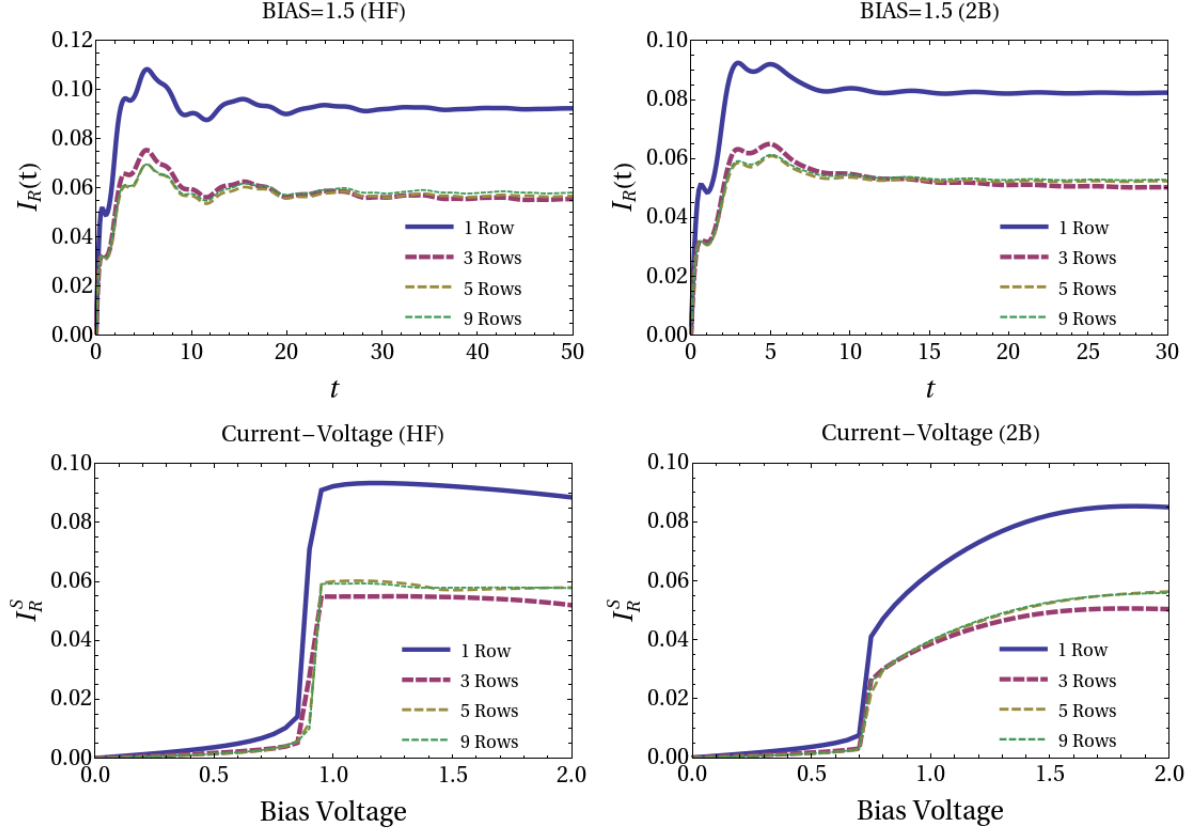 BIAS=1.5 (HF)
0.12
0.10
0.08
0.06
0.04
0.02
0.00
I_R(t)
1 Row
3 Rows
5 Rows
9 Rows
0 10 20 30 40 50
t
BIAS=1.5 (2B)
0.10
0.08
0.06
0.04
0.02
0.00
I_R(t)
1 Row
3 Rows
5 Rows
9 Rows
0 5 10 15 20 25 30
t
Current−Voltage (HF)
0.10
0.08
0.06
0.04
0.02
0.00
I_R^S
1 Row
3 Rows
5 Rows
9 Rows
0.0 0.5 1.0 1.5 2.0
Bias Voltage
Current−Voltage (2B)
0.10
0.08
0.06
0.04
0.02
0.00
I_R^S
1 Row
3 Rows
5 Rows
9 Rows
0.0 0.5 1.0 1.5 2.0
Bias Voltage